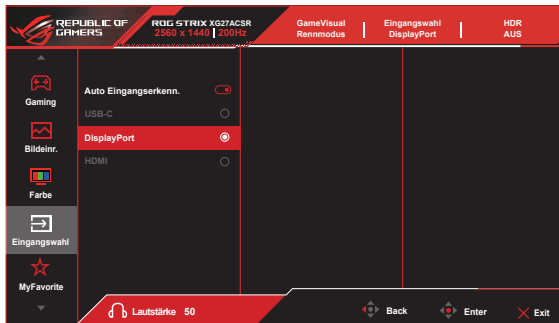 REPUBLIC OF
GAMERS
ROG STRIX XG27ACSR
2560 x 1440 | 200Hz
GameVisual
Rennmodus
Eingangswahl
DisplayPort
HDR
AUS
Gaming
Bildeinr.
Farbe
Eingangswahl
MyFavorite
Auto Eingangserkenn.
USB-C
DisplayPort
HDMI
Lautstärke 50
Back
Enter
Exit